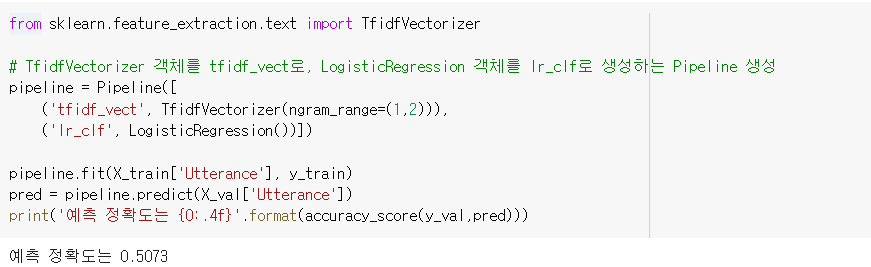 from sklearn.feature_extraction.text import TfidfVectorizer
# TfidfVectorizer 객체를 tfidf_vect로, LogisticRegression 객체를 lr_clf로 생성하는 Pipeline 생성
pipeline = Pipeline([
    ('tfidf_vect', TfidfVectorizer(ngram_range=(1,2))),
    ('lr_clf', LogisticRegression())])
pipeline.fit(X_train['Utterance'], y_train)
pred = pipeline.predict(X_val['Utterance'])
print('예측 정확도는 {0:.4f}'.format(accuracy_score(y_val,pred)))
예측 정확도는 0.5073